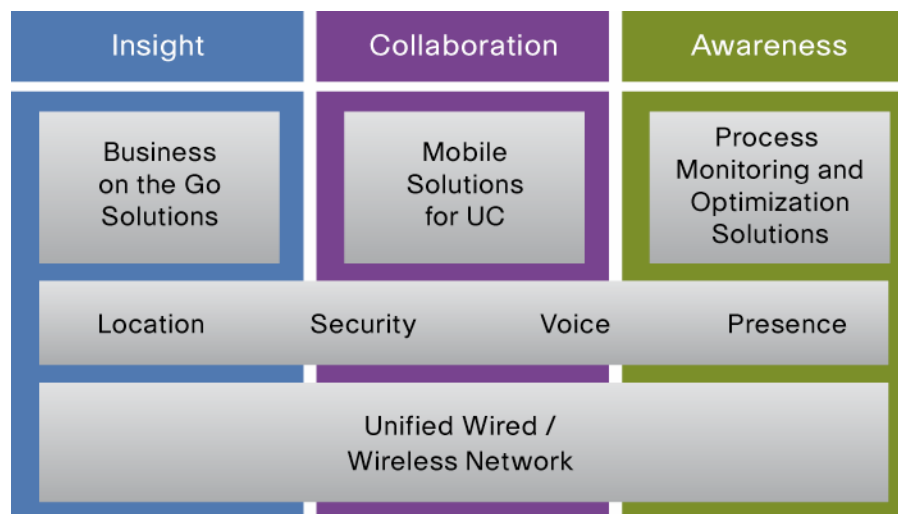 Insight
Collaboration
Awareness
Business
on the Go
Solutions
Mobile
Solutions
for UC
Process
Monitoring and
Optimization
Solutions
Location Security Voice Presence
Unified Wired /
Wireless Network